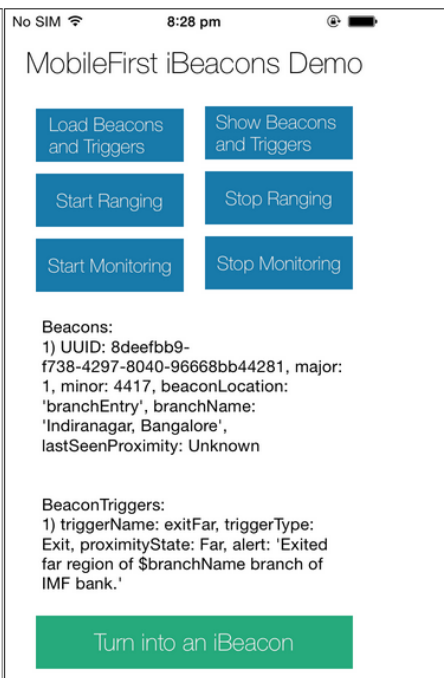 No SIM 8:28 pm
MobileFirst iBeacons Demo
Load Beacons
and Triggers
Show Beacons
and Triggers
Start Ranging
Stop Ranging
Start Monitoring
Stop Monitoring
Beacons:
1) UUID: 8deefbb9-
f738-4297-8040-96668bb44281, major:
1, minor: 4417, beaconLocation:
'branchEntry', branchName:
'Indiranagar, Bangalore',
lastSeenProximity: Unknown
BeaconTriggers:
1) triggerName: exitFar, triggerType:
Exit, proximityState: Far, alert: 'Exited
far region of $branchName branch of
IMF bank.'
Turn into an iBeacon